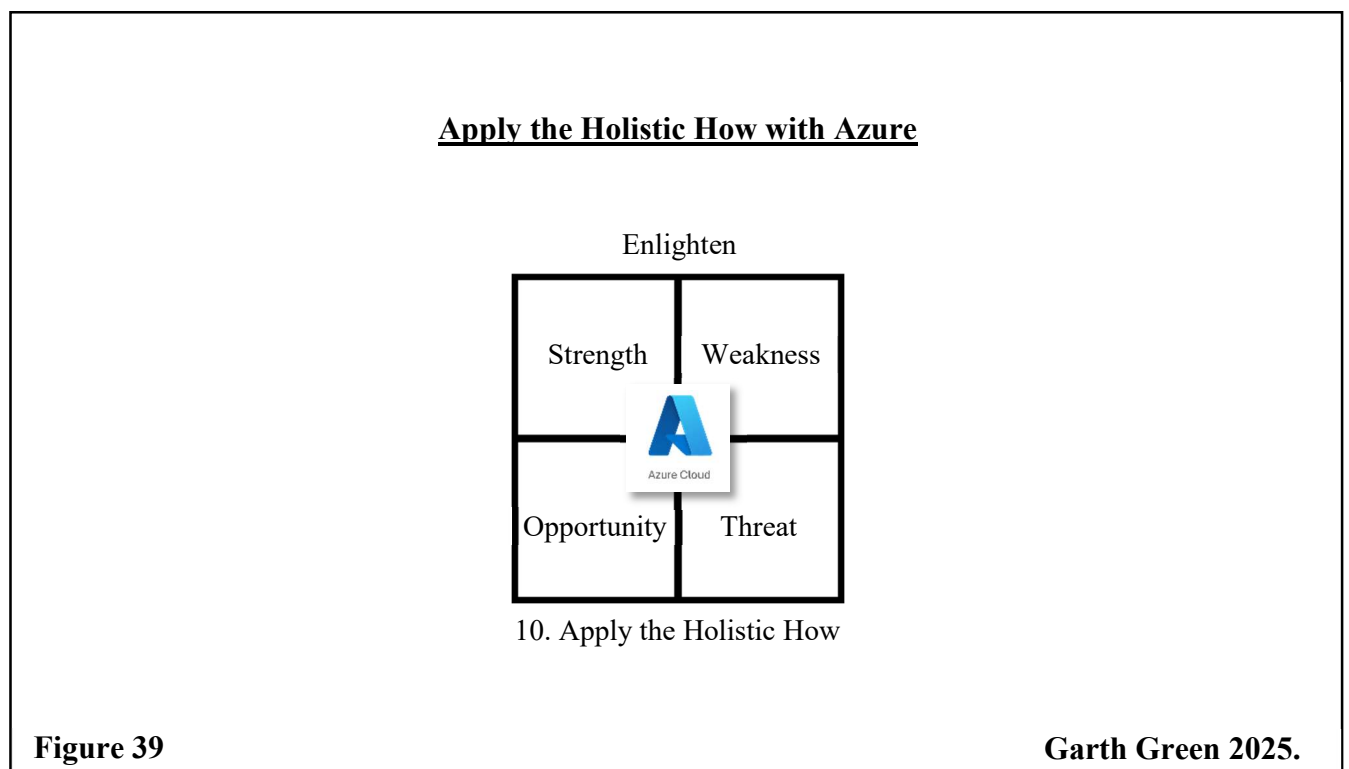 Apply the Holistic How with Azure
Enlighten
Strength Weakness
Azure Cloud
Opportunity Threat
10. Apply the Holistic How
Figure 39 Garth Green 2025.